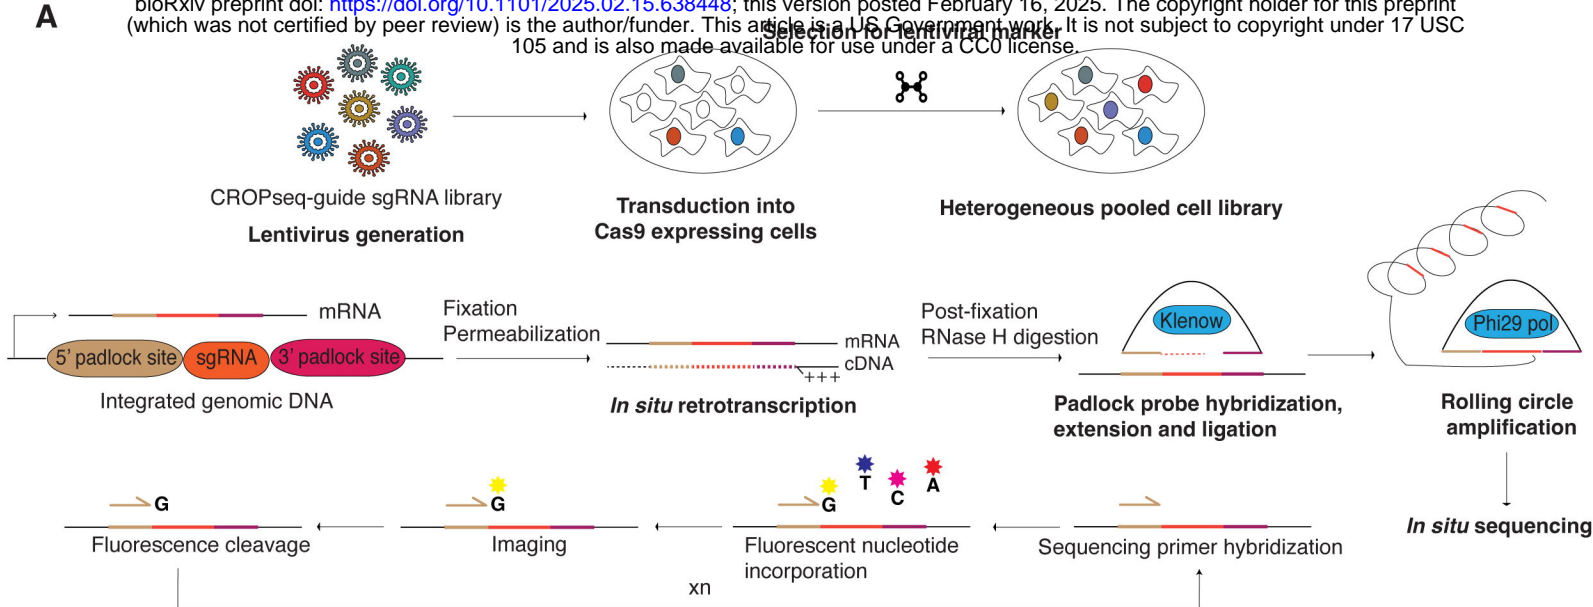 bioRxiv preprint doi: https://doi.org/10.1101/2025.02.15.638448; this version posted February 16, 2025. The copyright holder for this preprint
(which was not certified by peer review) is the author/funder. This article is a US Government work. It is not subject to copyright under 17 USC
105 and is also made available for use under a CC0 license.
A
Selection for lentiviral marker
CROPseq-guide sgRNA library
Lentivirus generation
Transduction into
Cas9 expressing cells
Heterogeneous pooled cell library
mRNA
5' padlock site
sgRNA
3' padlock site
Integrated genomic DNA
Fixation
Permeabilization
mRNA
cDNA
+++
In situ retrotranscription
Post-fixation
RNase H digestion
Klenow
Padlock probe hybridization,
extension and ligation
Phi29 pol
Rolling circle
amplification
In situ sequencing
G
Fluorescence cleavage
G
Imaging
G
T
C
A
Fluorescent nucleotide
incorporation
Sequencing primer hybridization
xn